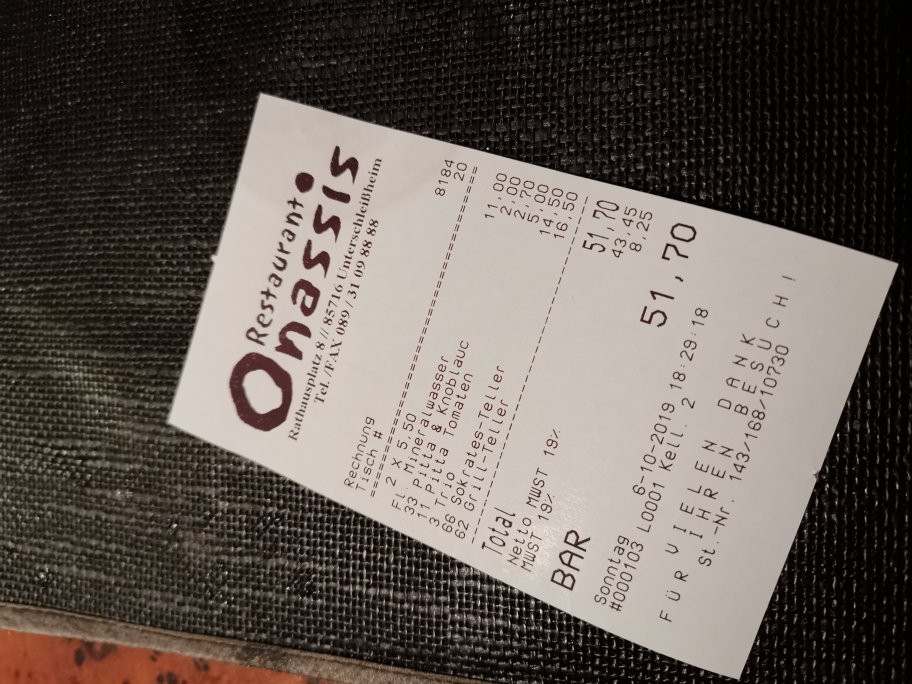 Restaurant
Onassis
Rathausplatz 8 // 85716 Unterschleißheim
Tel. /FAX 089 / 31 09 88 88
Rechnung 8184
Tisch # 20
================================
2 x 5,50
Fl. Mineralwasser 11,00
33 Pitta & Knoblauc 2,00
11 Pitta Tomaten 2,70
3 Trio 5,00
66 Sokrates-Teller 14,50
62 Grill-Teller 16,50
--------------------------------
Total 51,70
Netto MWST 19% 43,45
MWST 19% 8,25
BAR 51,70
Sonntag 6-10-2019 18:29:18
#000103 L0001 Kell. 2
FÜR VIELEN DANK
IHREN BESUCH!
St.-Nr. 143/168/10730